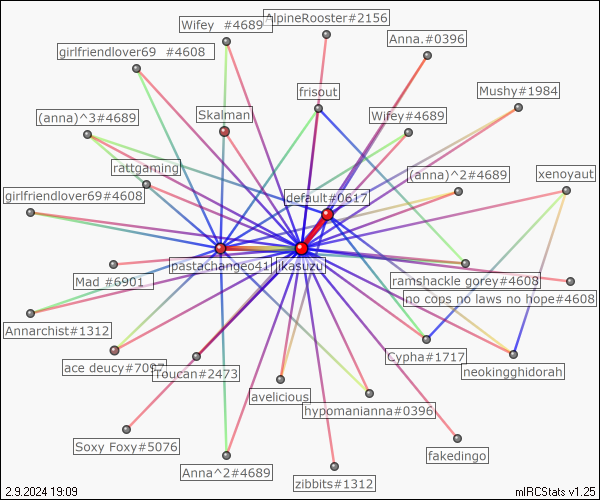 Wifey #4689
AlpineRooster#2156
Anna.#0396
girlfriendlover69 #4608
frisout
Mushy#1984
(anna)^3#4689
Skalman
Wifey#4689
rattgaming
(anna)^2#4689
xenoyaut
girlfriendlover69#4608
default#0617
pastachangeo41
jkasuzu
Mad #6901
ramshackle gorey#4608
no cops no laws no hope#4608
Annarchist#1312
ace deucy#7097
Toucan#2473
Cypha#1717
neokingghidorah
avelicious
hypomanianna#0396
Soxy Foxy#5076
Anna^2#4689
fakedingo
zibbits#1312
2.9.2024 19:09
mIRCStats v1.25